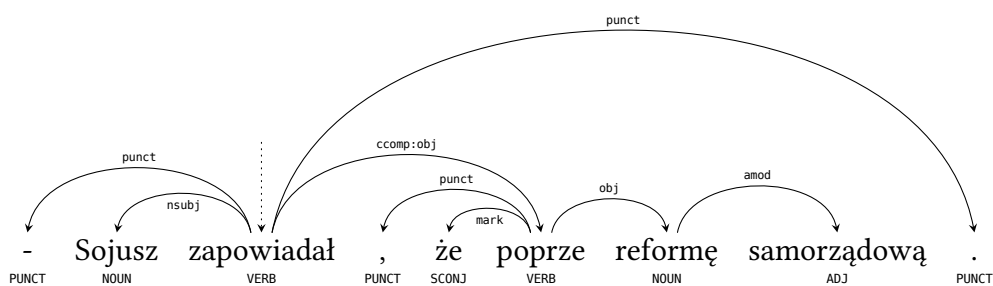 punct
ccomp:obj
punct
punct
amod
obj
nsubj
mark
- Sojusz zapowiadał , że poprze reformę samorządową .
PUNCT NOUN VERB PUNCT SCONJ VERB NOUN ADJ PUNCT